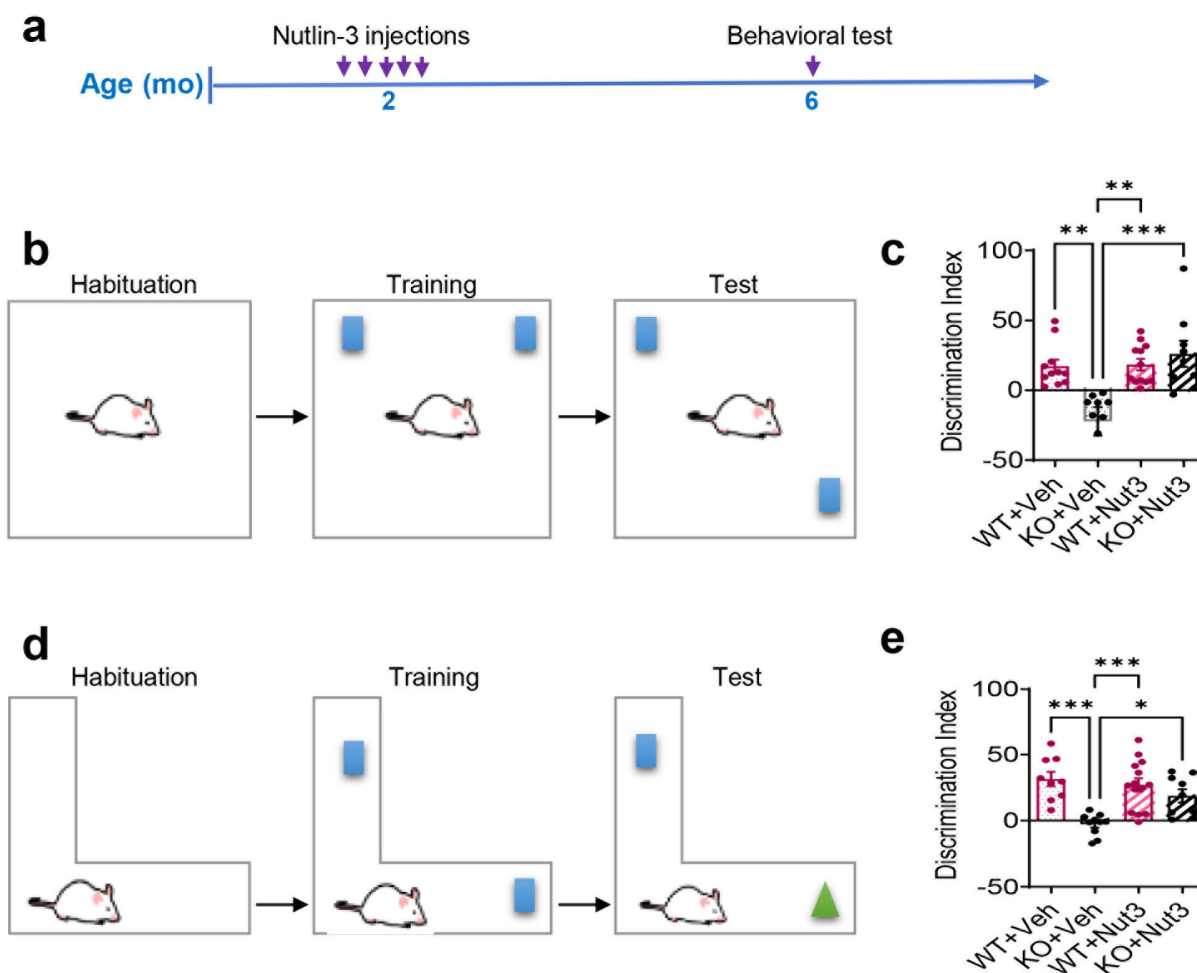 a
Nutlin-3 injections
Behavioral test
Age (mo)
2
6
b
Habituation
Training
Test
c
**
**
***
Discrimination Index
100
50
0
-50
WT+Veh
KO+Veh
WT+Nut3
KO+Nut3
d
Habituation
Training
Test
e
***
***
*
Discrimination Index
100
50
0
-50
WT+Veh
KO+Veh
WT+Nut3
KO+Nut3